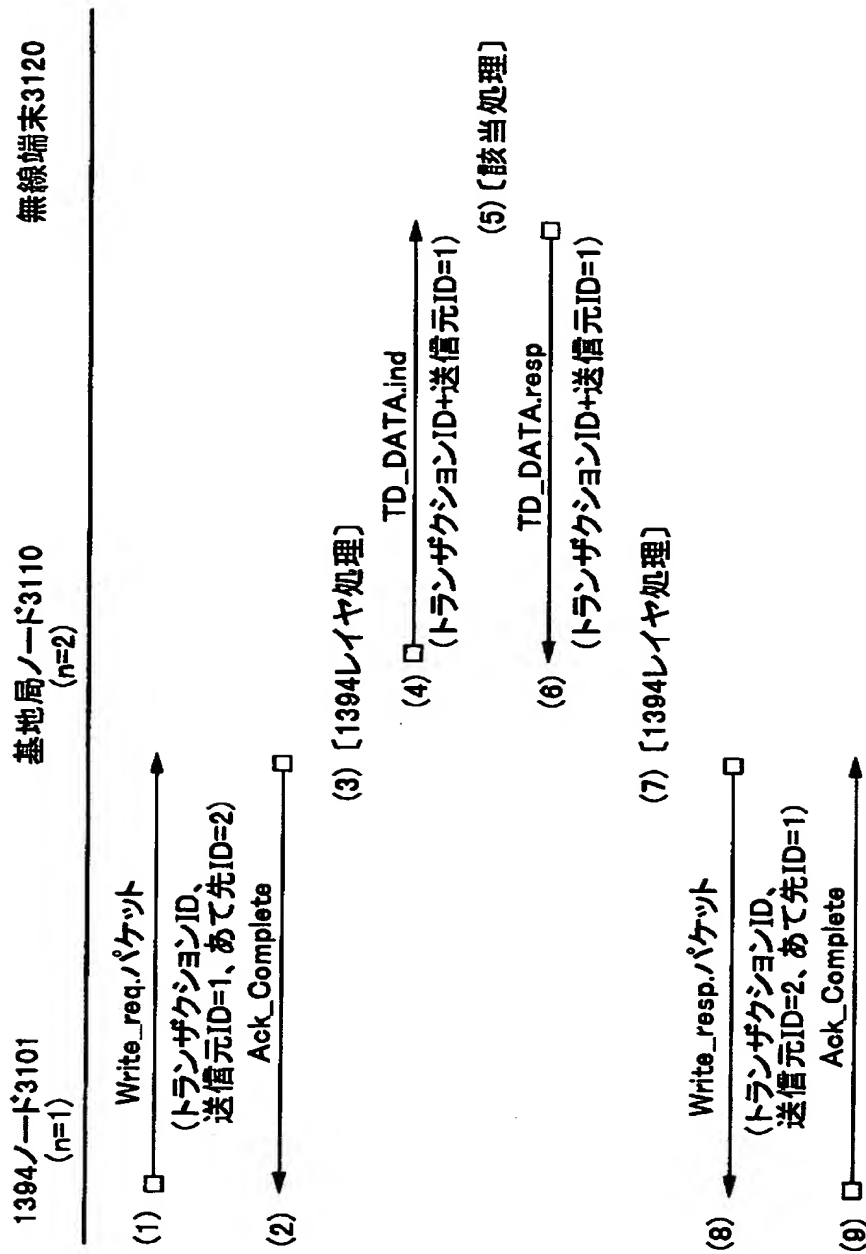 1394ノード3101
(n=1)
基地局ノード3110
(n=2)
無線端末3120
(1)
Write_req.パケット
(トランザクションID、
送信元ID=1、あて先ID=2)
(2)
Ack_Complete
(3)〔1394レイヤ処理〕
(4)
TD_DATA.ind
(トランザクションID+送信元ID=1)
(5)〔該当処理〕
(6)
TD_DATA.resp
(トランザクションID+送信元ID=1)
(7)〔1394レイヤ処理〕
(8)
Write_resp.パケット
(トランザクションID、
送信元ID=2、あて先ID=1)
(9)
Ack_Complete